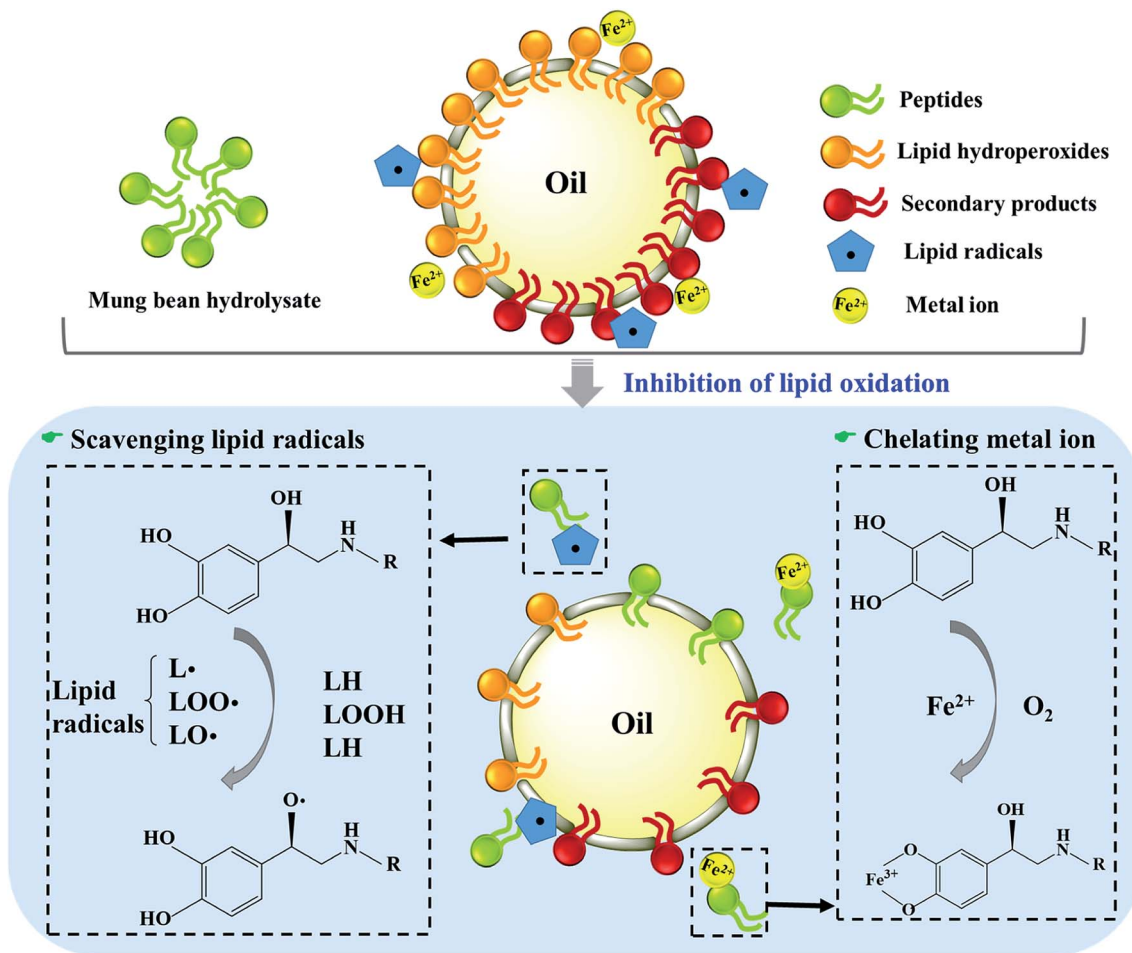 Fe²⁺
Peptides
Lipid hydroperoxides
Oil
Secondary products
Lipid radicals
Fe²⁺
Fe²⁺
Mung bean hydrolysate
Fe²⁺
Metal ion
Inhibition of lipid oxidation
Scavenging lipid radicals
Chelating metal ion
OH
HO
H
N
R
HO
Lipid
radicals
L•
LOO•
LO•
LH
LOOH
LH
O•
HO
H
N
R
HO
Fe²⁺
Oil
Fe²⁺
OH
HO
H
N
R
HO
Fe²⁺
O₂
OH
O
H
N
R
Fe³⁺
O